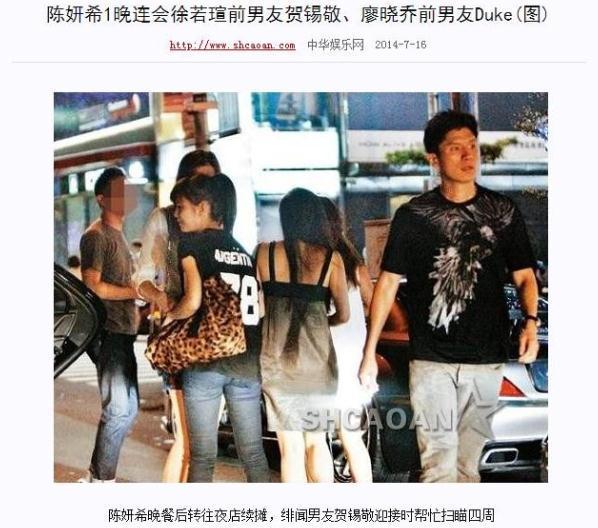 陈妍希1晚连会徐若瑄前男友贺锡敬、廖晓乔前男友Duke(图)
http://www.shcaoan.com 中华娱乐网 2014-7-16
ARGENTINA
78
SHCAOAN
陈妍希晚餐后转往夜店续摊，绯闻男友贺锡敬迎接时帮忙扫瞄四周